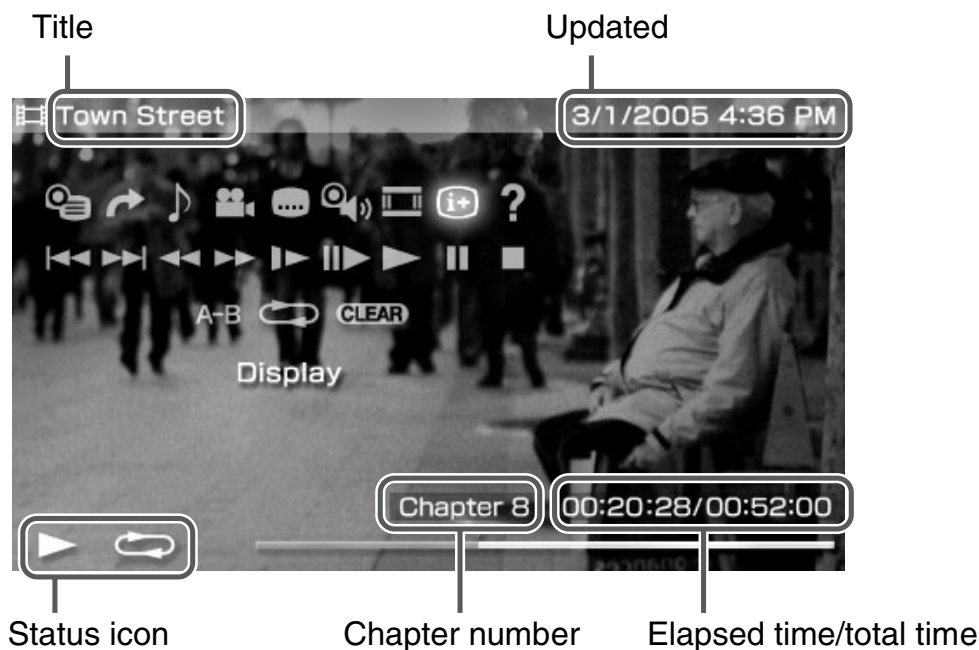 Title
Updated
Town Street
3/1/2005 4:36 PM
i+
?
A-B
CLEAR
Display
Chapter 8
00:20:28/00:52:00
Status icon
Chapter number
Elapsed time/total time